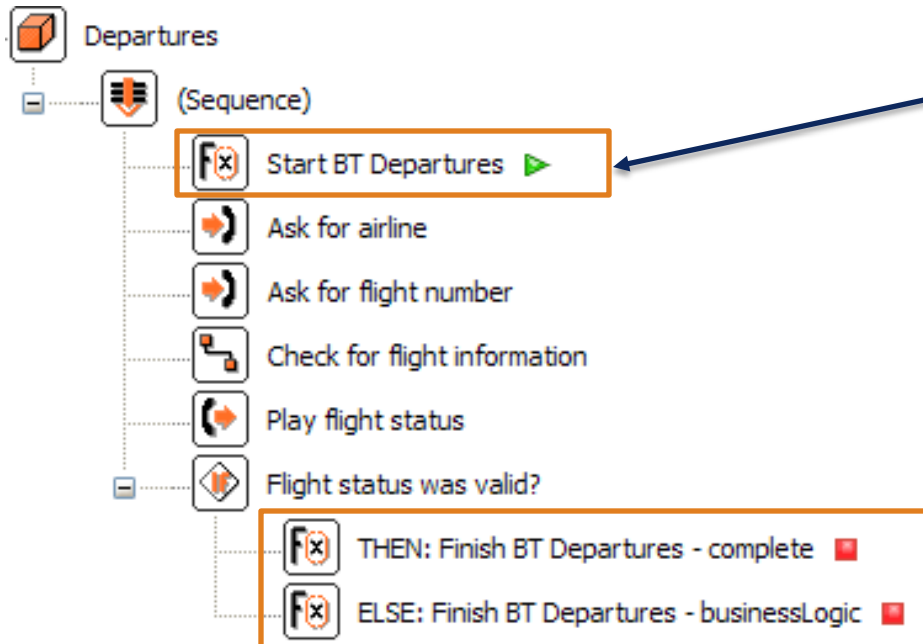 Departures
(Sequence)
F(x) Start BT Departures
Ask for airline
Ask for flight number
Check for flight information
Play flight status
IF Flight status was valid?
F(x) THEN: Finish BT Departures - complete
F(x) ELSE: Finish BT Departures - businessLogic